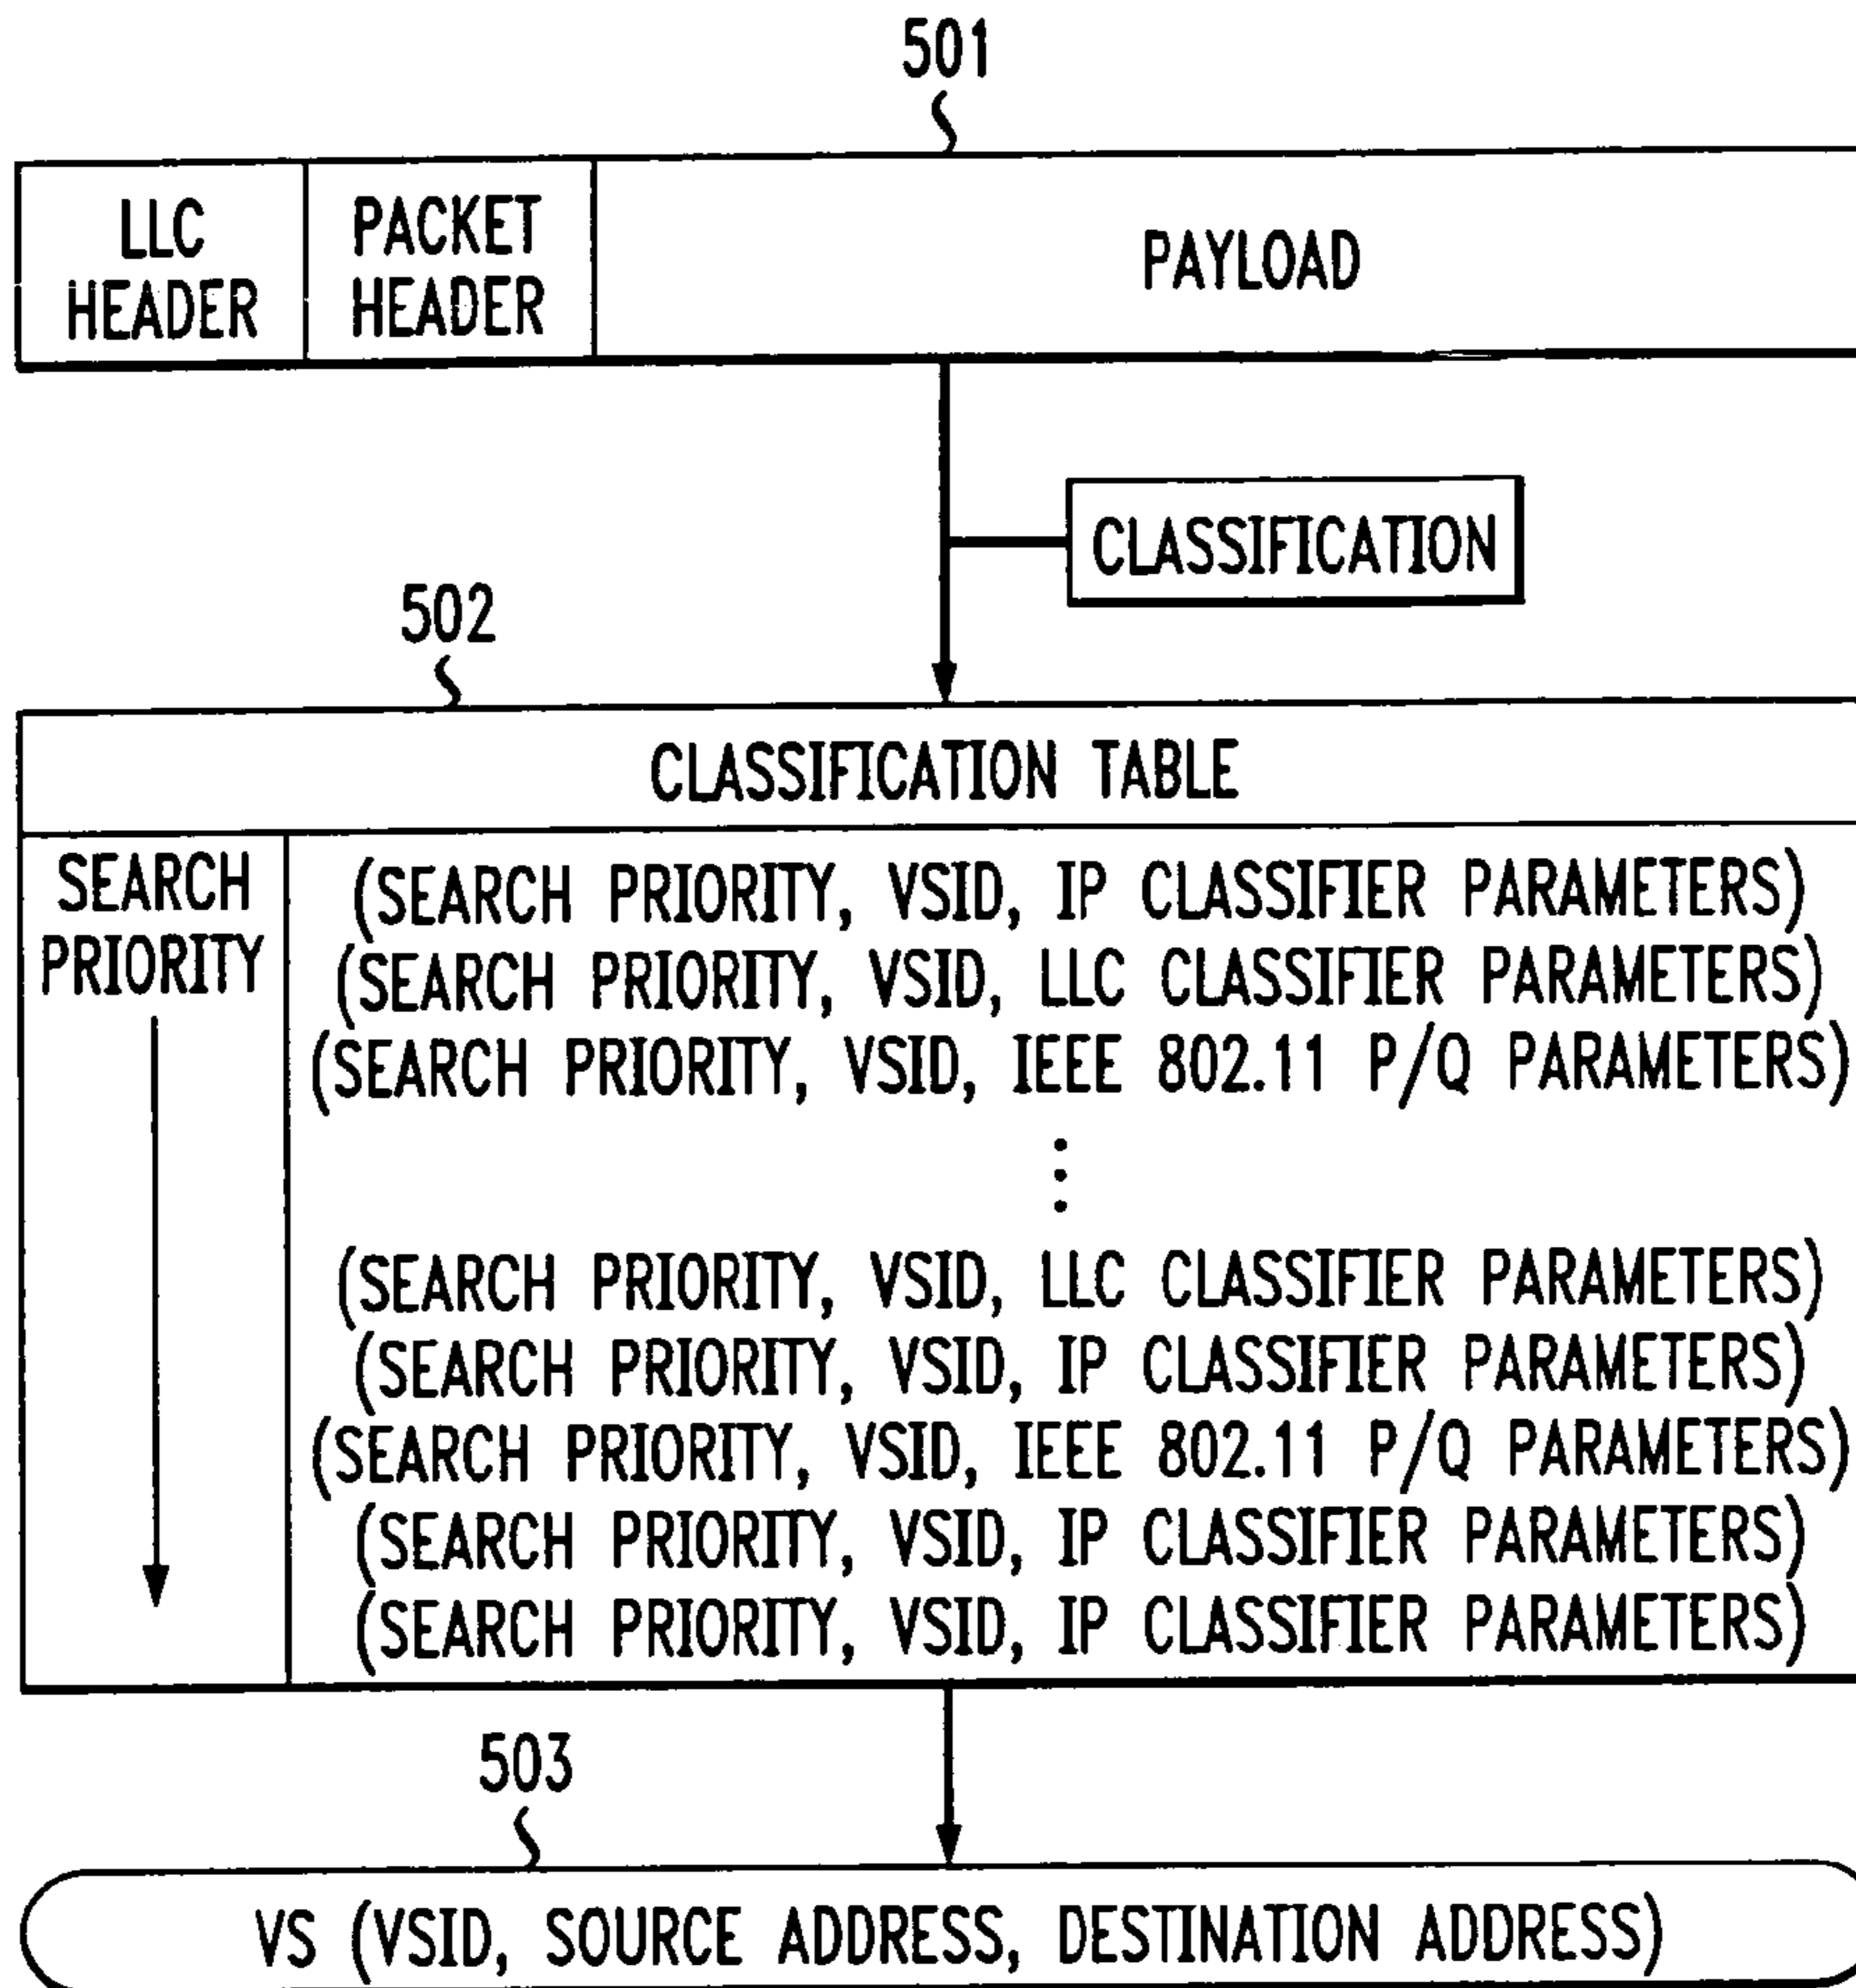 501
LLC
HEADER
PACKET
HEADER
PAYLOAD
CLASSIFICATION
502
CLASSIFICATION TABLE
SEARCH
PRIORITY
(SEARCH PRIORITY, VSID, IP CLASSIFIER PARAMETERS)
(SEARCH PRIORITY, VSID, LLC CLASSIFIER PARAMETERS)
(SEARCH PRIORITY, VSID, IEEE 802.11 P/Q PARAMETERS)
⋮
(SEARCH PRIORITY, VSID, LLC CLASSIFIER PARAMETERS)
(SEARCH PRIORITY, VSID, IP CLASSIFIER PARAMETERS)
(SEARCH PRIORITY, VSID, IEEE 802.11 P/Q PARAMETERS)
(SEARCH PRIORITY, VSID, IP CLASSIFIER PARAMETERS)
(SEARCH PRIORITY, VSID, IP CLASSIFIER PARAMETERS)
503
VS (VSID, SOURCE ADDRESS, DESTINATION ADDRESS)